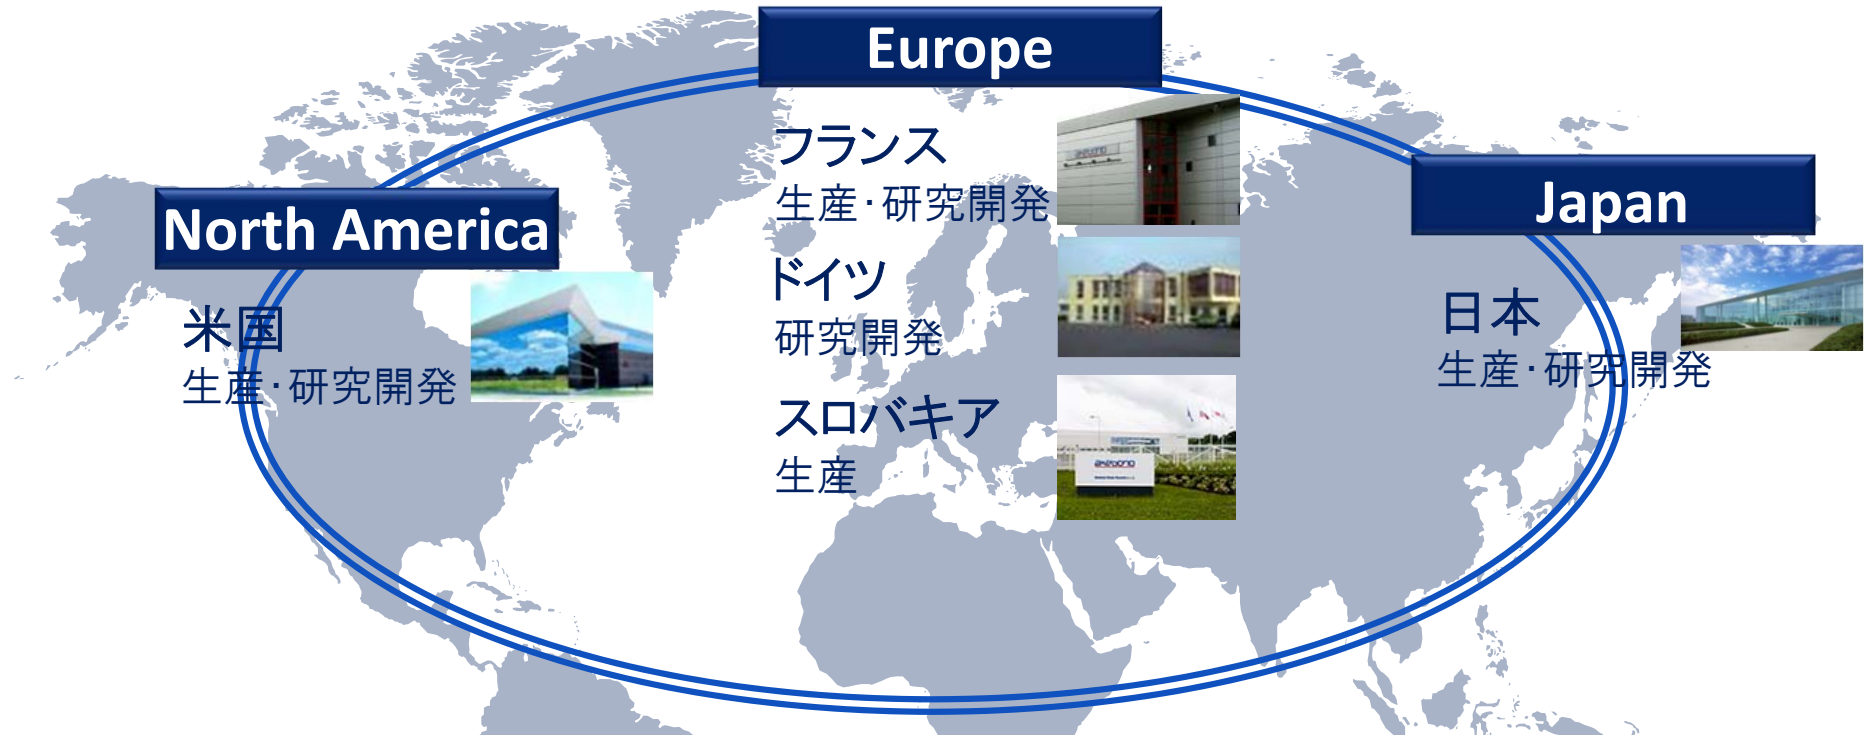 Europe
フランス
生産・研究開発
ドイツ
研究開発
スロバキア
生産
North America
米国
生産・研究開発
Japan
日本
生産・研究開発
akebono